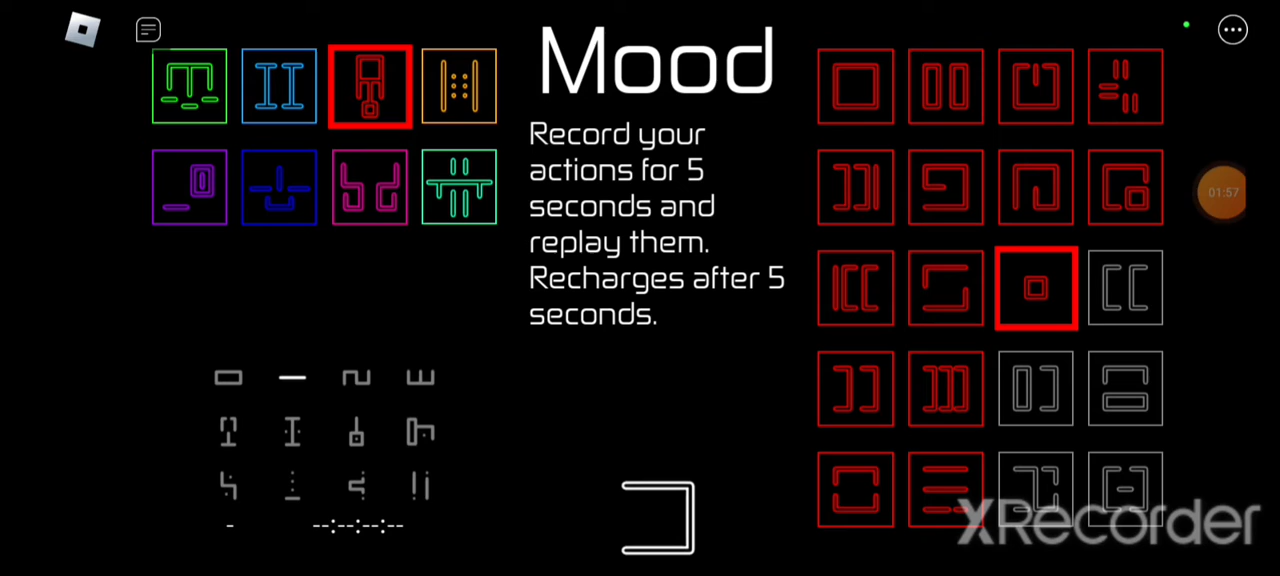 Mood
Record your
actions for 5
seconds and
replay them.
Recharges after 5
seconds.
01:57
-
--:--:--:--
XRecorder